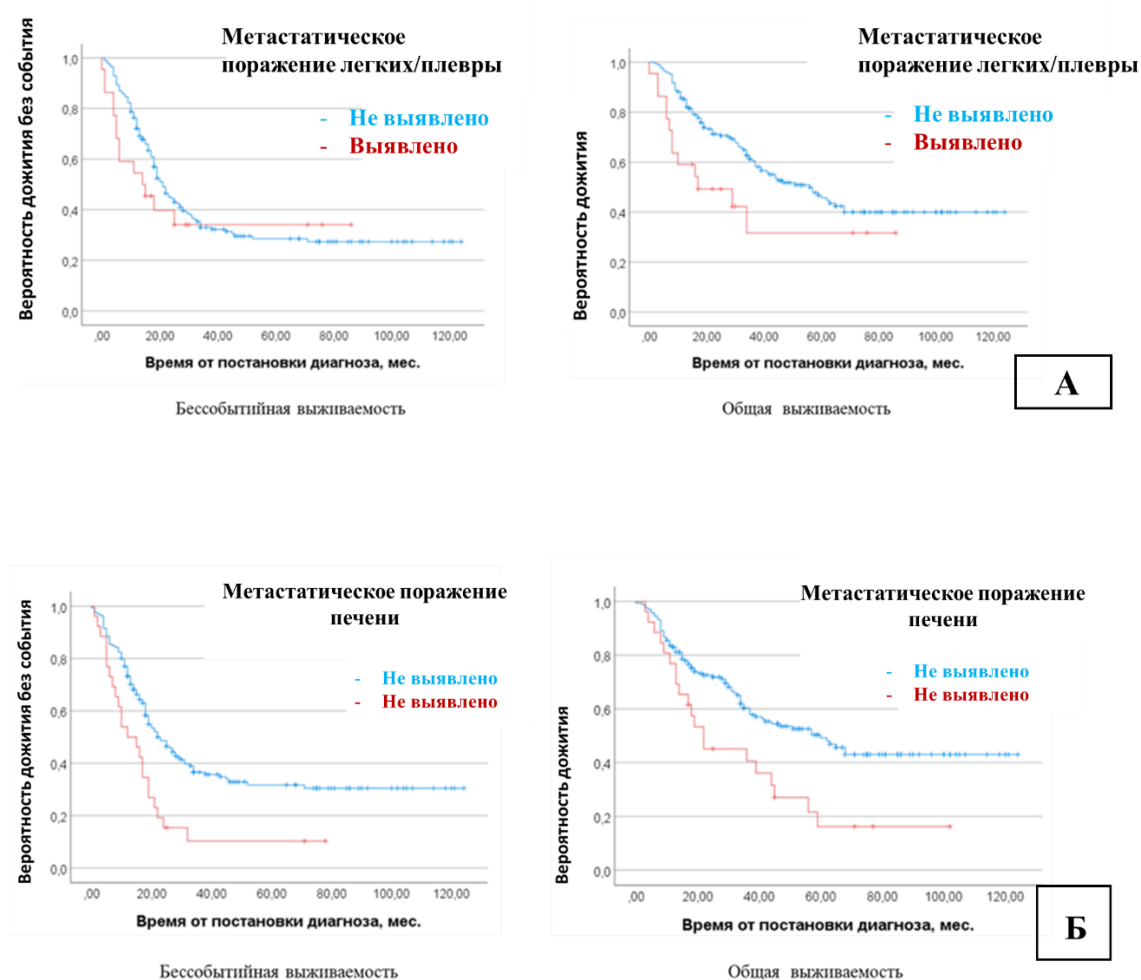 Метастатическое
поражение легких/плевры
- Не выявлено
- Выявлено
Вероятность дожития без события
1,0
0,8
0,6
0,4
0,2
0,0
,00 20,00 40,00 60,00 80,00 100,00 120,00
Время от постановки диагноза, мес.
Бессобытийная выживаемость
Метастатическое
поражение легких/плевры
- Не выявлено
- Выявлено
Вероятность дожития
1,0
0,8
0,6
0,4
0,2
0,0
,00 20,00 40,00 60,00 80,00 100,00 120,00
Время от постановки диагноза, мес.
Общая выживаемость
А
Метастатическое поражение
печени
- Не выявлено
- Не выявлено
Вероятность дожития без события
1,0
0,8
0,6
0,4
0,2
0,0
,00 20,00 40,00 60,00 80,00 100,00 120,00
Время от постановки диагноза, мес.
Бессобытийная выживаемость
Метастатическое поражение
печени
- Не выявлено
- Не выявлено
Вероятность дожития
1,0
0,8
0,6
0,4
0,2
0,0
,00 20,00 40,00 60,00 80,00 100,00 120,00
Время от постановки диагноза, мес.
Общая выживаемость
Б